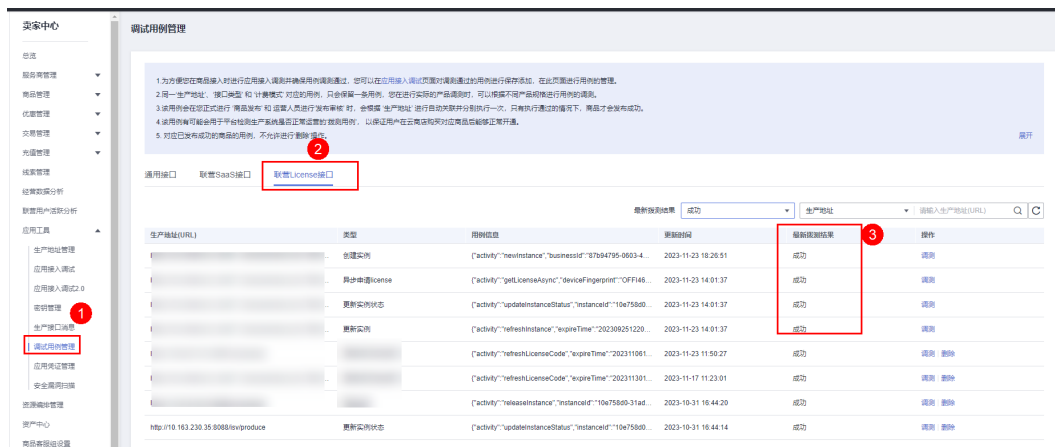 卖家中心
调试用例管理
总览
服务商管理
商品管理
优惠管理
交易管理
充值管理
线索管理
经营数据分析
联营用户活跃分析
应用工具
生产地址管理
应用接入调试
应用接入调试2.0
密钥管理
1
生产接口消息
调试用例管理
应用凭证管理
安全漏洞扫描
资源编排管理
资产中心
商品客服组设置
1.为方便您在商品接入时进行应用接入调测并确保用例调测通过，您可以在应用接入调试页面对调测通过的用例进行保存添加，在此页面进行用例的管理。
2.同一'生产地址'、'接口类型' 和 '计费模式' 对应的用例，只会保留一条用例，您在进行实际的产品调测时，可以根据不同产品规格进行用例的调测。
3.该用例会在您正式进行 '商品发布' 和 运营人员进行'发布审核' 时，会根据 '生产地址' 进行自动关联并分别执行一次，只有执行通过的情况下，商品才会发布成功。
4.该用例有可能会用于平台检测生产系统是否正常运营的'拨测用例'，以保证用户在云商店购买对应商品后能够正常开通。
5. 对应已发布成功的商品的用例，不允许进行'删除'操作。
展开
2
通用接口 联营SaaS接口 联营License接口
最新拨测结果 成功 生产地址 请输入生产地址(URL)
生产地址(URL) 类型 用例信息 更新时间 最新拨测结果 3 操作
创建实例 {"activity":"newInstance","businessId":"87b94795-0603-4... 2023-11-23 18:26:51 成功 调测
异步申请license {"activity":"getLicenseAsync","deviceFingerprint":"OFFI46... 2023-11-23 14:01:37 成功 调测
更新实例状态 {"activity":"updateInstanceStatus","instanceId":"10e758d0... 2023-11-23 14:01:37 成功 调测
更新实例 {"activity":"refreshInstance","expireTime":"202309251220... 2023-11-23 14:01:37 成功 调测
{"activity":"refreshLicenseCode","expireTime":"202311061... 2023-11-23 11:50:27 成功 调测 删除
{"activity":"refreshLicenseCode","expireTime":"202311301... 2023-11-17 11:23:01 成功 调测 删除
{"activity":"releaseInstance","instanceId":"10e758d0-31ad... 2023-10-31 16:44:20 成功 调测 删除
http://10.163.230.35:8088/isv/produce 更新实例状态 {"activity":"updateInstanceStatus","instanceId":"10e758d0... 2023-10-31 16:44:14 成功 调测 删除